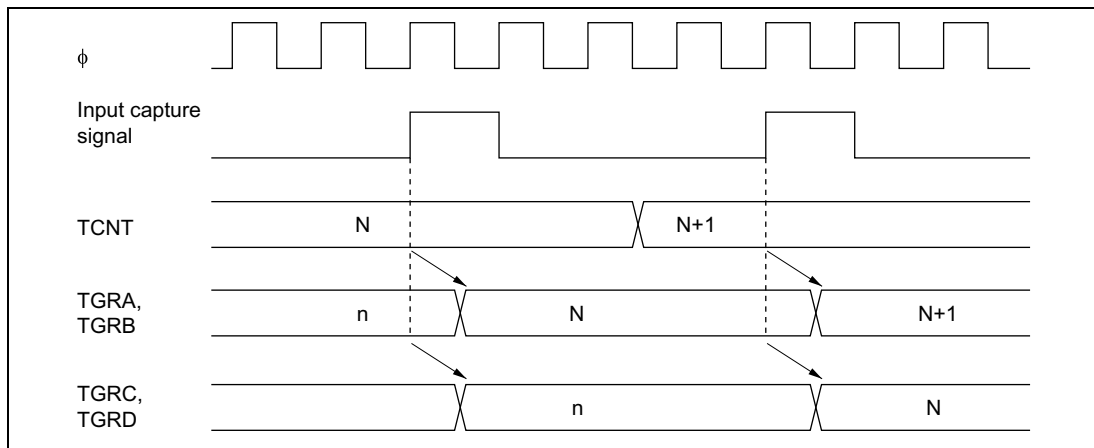 ϕ
Input capture
signal
TCNT
N
N+1
TGRA,
TGRB
n
N
N+1
TGRC,
TGRD
n
N